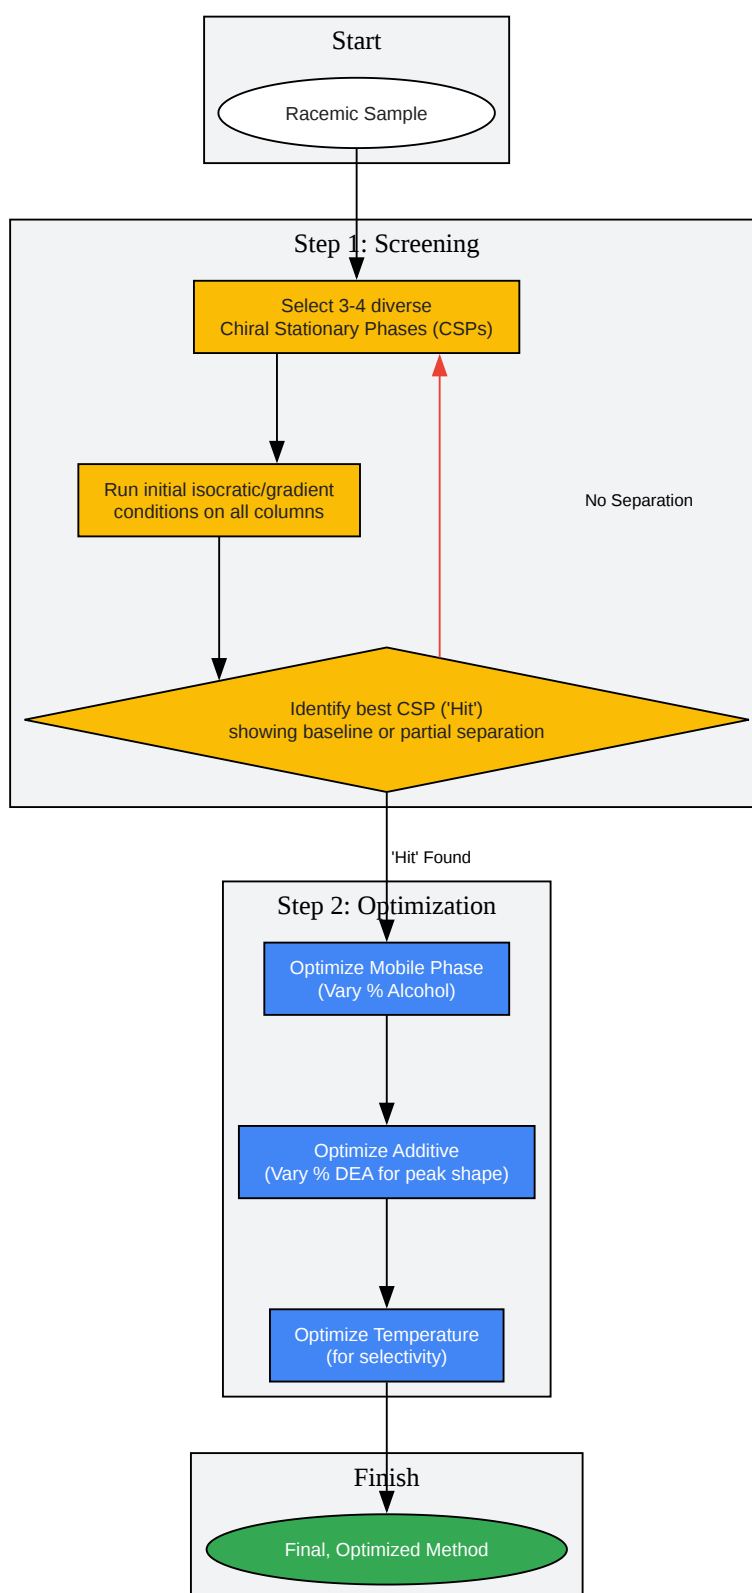 Start
Racemic Sample
Step 1: Screening
Select 3-4 diverse
Chiral Stationary Phases (CSPs)
Run initial isocratic/gradient
conditions on all columns
No Separation
Identify best CSP ('Hit')
showing baseline or partial separation
'Hit' Found
Step 2: Optimization
Optimize Mobile Phase
(Vary % Alcohol)
Optimize Additive
(Vary % DEA for peak shape)
Optimize Temperature
(for selectivity)
Finish
Final, Optimized Method